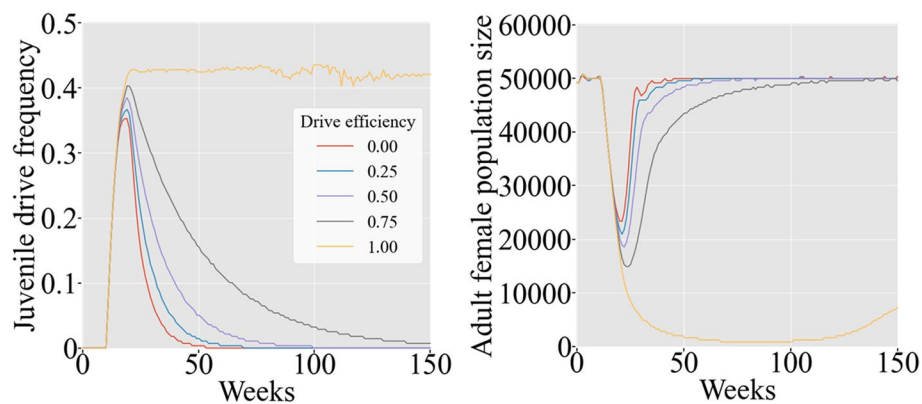 Juvenile drive frequency
0.5
0.4
0.3
0.2
0.1
0
0 50 100 150
Weeks
Drive efficiency
0.00
0.25
0.50
0.75
1.00
Adult female population size
60000
50000
40000
30000
20000
10000
0
0 50 100 150
Weeks